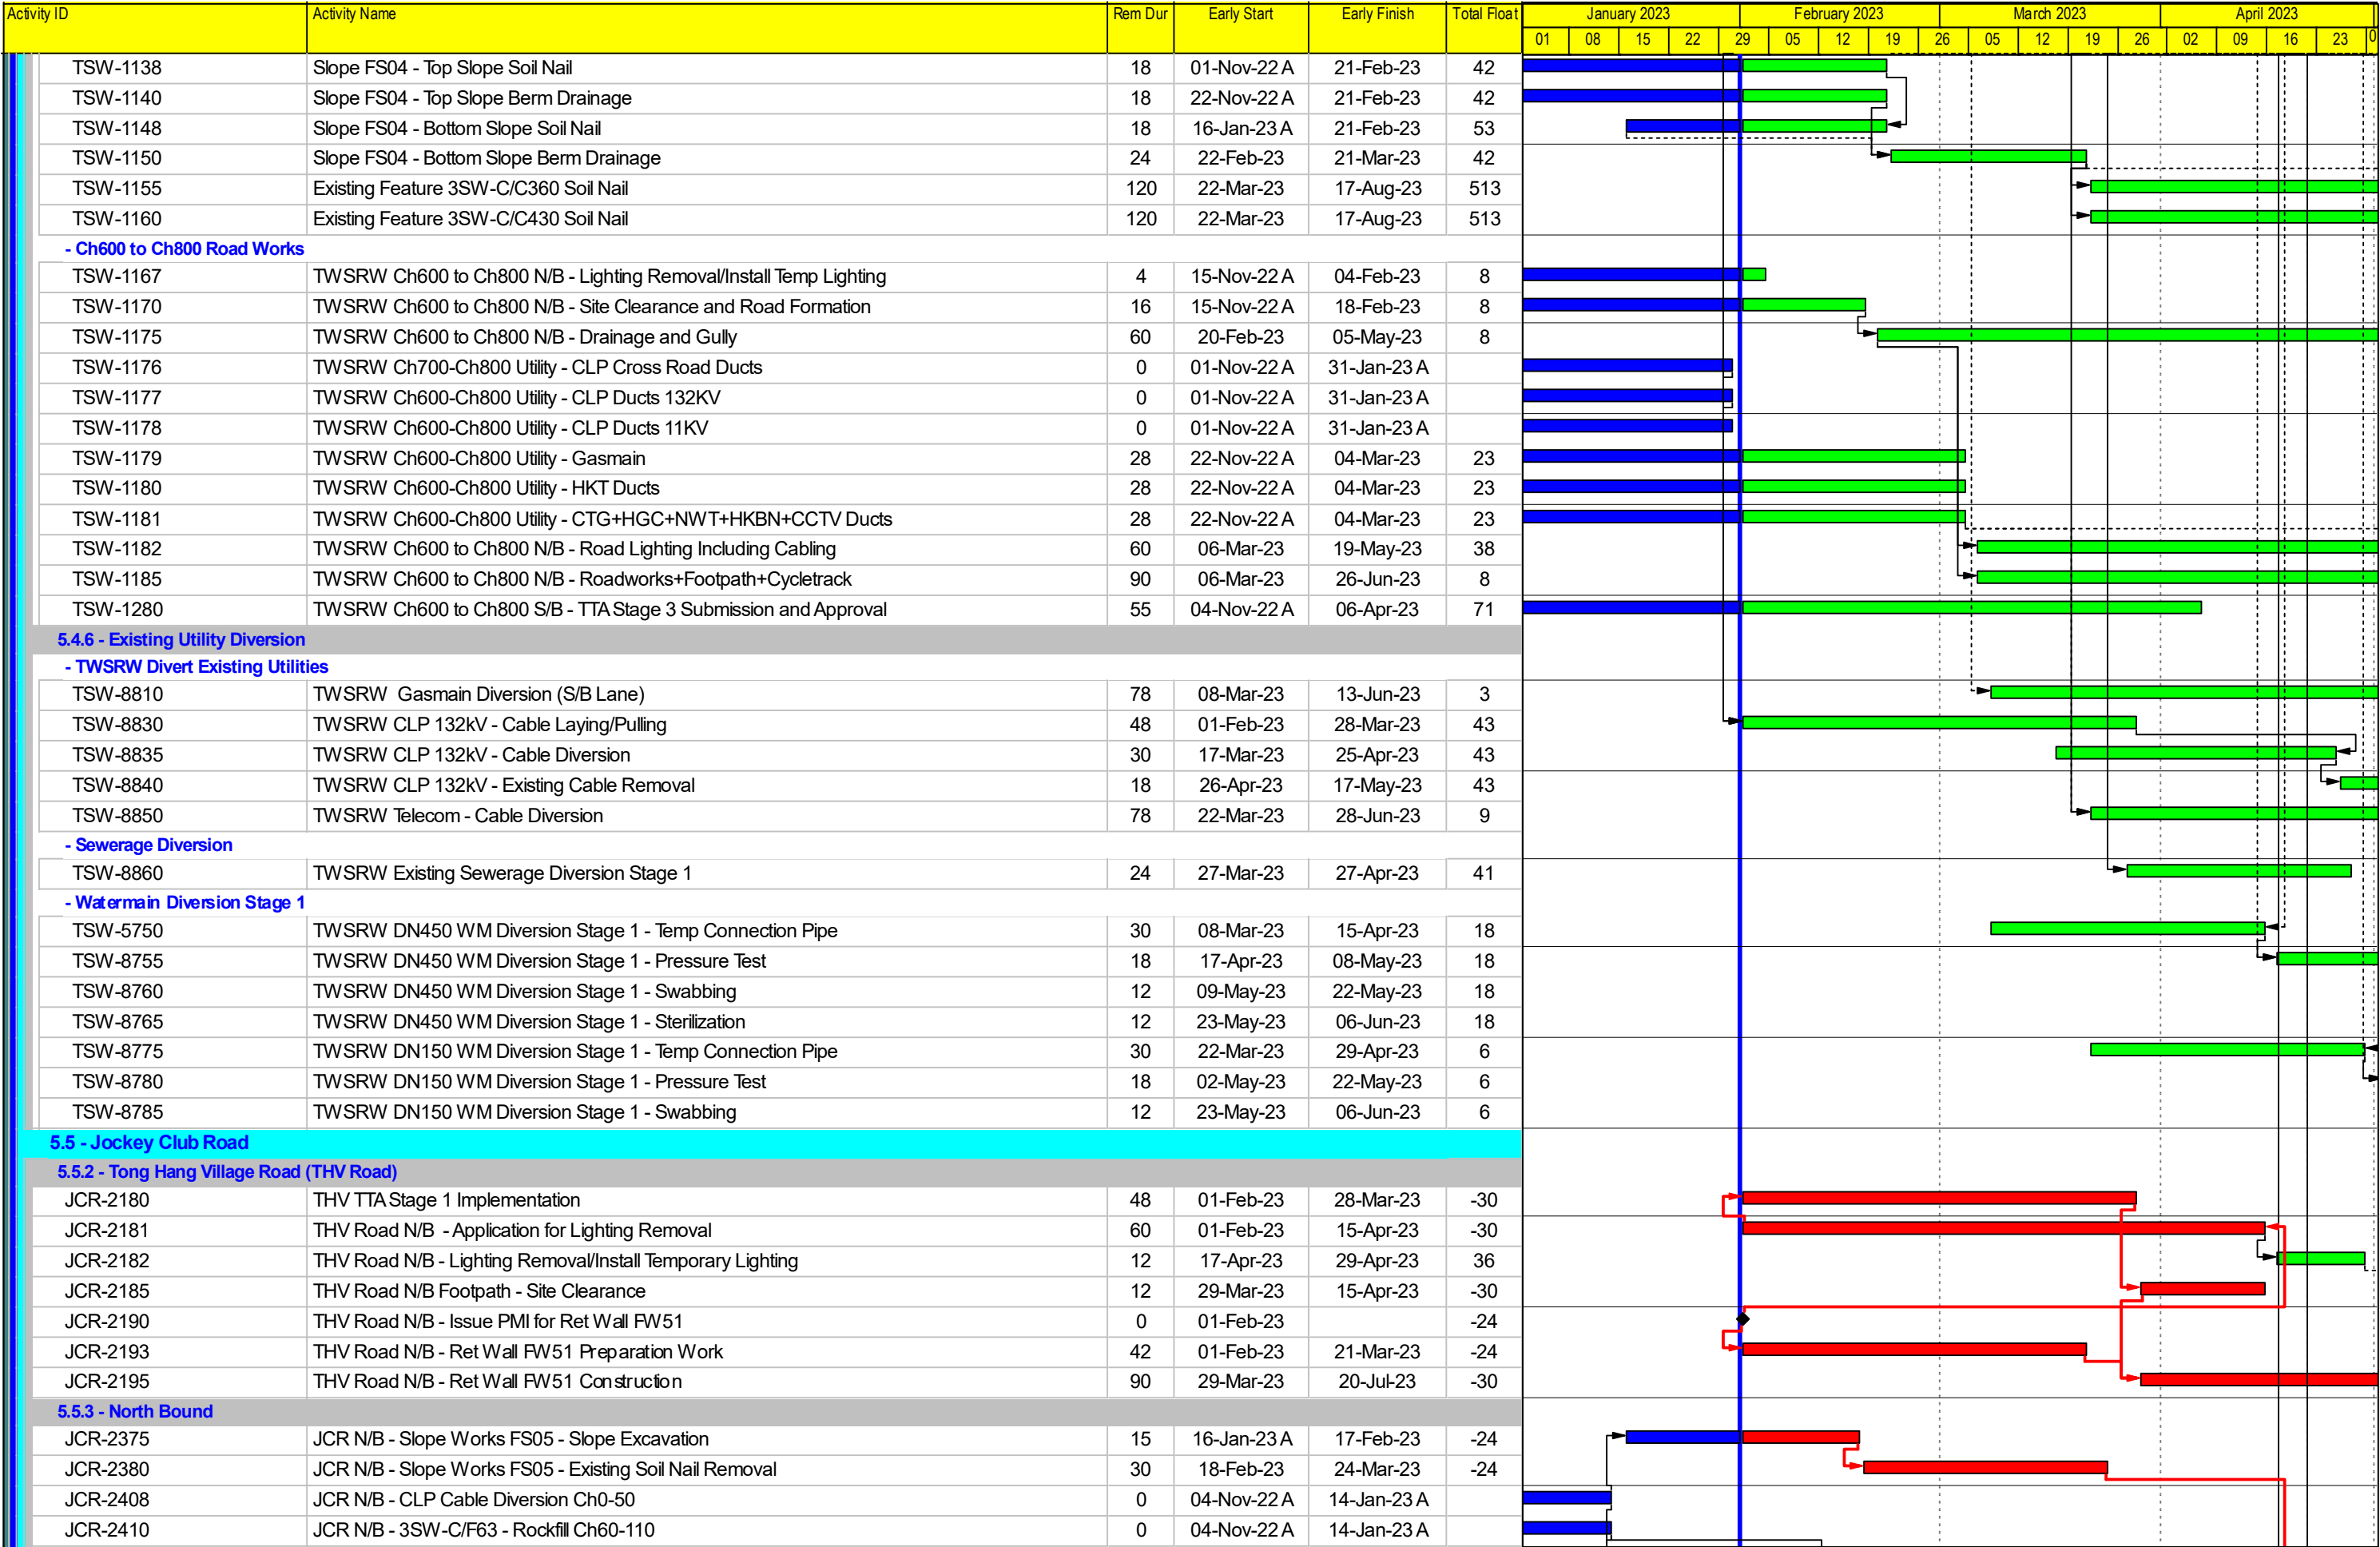 Activity ID Activity Name Rem Dur Early Start Early Finish Total Float January 2023 February 2023 March 2023 April 2023
01 08 15 22 29 05 12 19 26 05 12 19 26 02 09 16 23 0
TSW-1138 Slope FS04 - Top Slope Soil Nail 18 01-Nov-22 A 21-Feb-23 42
TSW-1140 Slope FS04 - Top Slope Berm Drainage 18 22-Nov-22 A 21-Feb-23 42
TSW-1148 Slope FS04 - Bottom Slope Soil Nail 18 16-Jan-23 A 21-Feb-23 53
TSW-1150 Slope FS04 - Bottom Slope Berm Drainage 24 22-Feb-23 21-Mar-23 42
TSW-1155 Existing Feature 3SW-C/C360 Soil Nail 120 22-Mar-23 17-Aug-23 513
TSW-1160 Existing Feature 3SW-C/C430 Soil Nail 120 22-Mar-23 17-Aug-23 513
- Ch600 to Ch800 Road Works
TSW-1167 TWSRW Ch600 to Ch800 N/B - Lighting Removal/Install Temp Lighting 4 15-Nov-22 A 04-Feb-23 8
TSW-1170 TWSRW Ch600 to Ch800 N/B - Site Clearance and Road Formation 16 15-Nov-22 A 18-Feb-23 8
TSW-1175 TWSRW Ch600 to Ch800 N/B - Drainage and Gully 60 20-Feb-23 05-May-23 8
TSW-1176 TWSRW Ch700-Ch800 Utility - CLP Cross Road Ducts 0 01-Nov-22 A 31-Jan-23 A
TSW-1177 TWSRW Ch600-Ch800 Utility - CLP Ducts 132KV 0 01-Nov-22 A 31-Jan-23 A
TSW-1178 TWSRW Ch600-Ch800 Utility - CLP Ducts 11KV 0 01-Nov-22 A 31-Jan-23 A
TSW-1179 TWSRW Ch600-Ch800 Utility - Gasmain 28 22-Nov-22 A 04-Mar-23 23
TSW-1180 TWSRW Ch600-Ch800 Utility - HKT Ducts 28 22-Nov-22 A 04-Mar-23 23
TSW-1181 TWSRW Ch600-Ch800 Utility - CTG+HGC+NWT+HKBN+CCTV Ducts 28 22-Nov-22 A 04-Mar-23 23
TSW-1182 TWSRW Ch600 to Ch800 N/B - Road Lighting Including Cabling 60 06-Mar-23 19-May-23 38
TSW-1185 TWSRW Ch600 to Ch800 N/B - Roadworks+Footpath+Cycletrack 90 06-Mar-23 26-Jun-23 8
TSW-1280 TWSRW Ch600 to Ch800 S/B - TTA Stage 3 Submission and Approval 55 04-Nov-22 A 06-Apr-23 71
5.4.6 - Existing Utility Diversion
- TWSRW Divert Existing Utilities
TSW-8810 TWSRW Gasmain Diversion (S/B Lane) 78 08-Mar-23 13-Jun-23 3
TSW-8830 TWSRW CLP 132kV - Cable Laying/Pulling 48 01-Feb-23 28-Mar-23 43
TSW-8835 TWSRW CLP 132kV - Cable Diversion 30 17-Mar-23 25-Apr-23 43
TSW-8840 TWSRW CLP 132kV - Existing Cable Removal 18 26-Apr-23 17-May-23 43
TSW-8850 TWSRW Telecom - Cable Diversion 78 22-Mar-23 28-Jun-23 9
- Sewerage Diversion
TSW-8860 TWSRW Existing Sewerage Diversion Stage 1 24 27-Mar-23 27-Apr-23 41
- Watermain Diversion Stage 1
TSW-5750 TWSRW DN450 WM Diversion Stage 1 - Temp Connection Pipe 30 08-Mar-23 15-Apr-23 18
TSW-8755 TWSRW DN450 WM Diversion Stage 1 - Pressure Test 18 17-Apr-23 08-May-23 18
TSW-8760 TWSRW DN450 WM Diversion Stage 1 - Swabbing 12 09-May-23 22-May-23 18
TSW-8765 TWSRW DN450 WM Diversion Stage 1 - Sterilization 12 23-May-23 06-Jun-23 18
TSW-8775 TWSRW DN150 WM Diversion Stage 1 - Temp Connection Pipe 30 22-Mar-23 29-Apr-23 6
TSW-8780 TWSRW DN150 WM Diversion Stage 1 - Pressure Test 18 02-May-23 22-May-23 6
TSW-8785 TWSRW DN150 WM Diversion Stage 1 - Swabbing 12 23-May-23 06-Jun-23 6
5.5 - Jockey Club Road
5.5.2 - Tong Hang Village Road (THV Road)
JCR-2180 THV TTA Stage 1 Implementation 48 01-Feb-23 28-Mar-23 -30
JCR-2181 THV Road N/B - Application for Lighting Removal 60 01-Feb-23 15-Apr-23 -30
JCR-2182 THV Road N/B - Lighting Removal/Install Temporary Lighting 12 17-Apr-23 29-Apr-23 36
JCR-2185 THV Road N/B Footpath - Site Clearance 12 29-Mar-23 15-Apr-23 -30
JCR-2190 THV Road N/B - Issue PMI for Ret Wall FW51 0 01-Feb-23 -24
JCR-2193 THV Road N/B - Ret Wall FW51 Preparation Work 42 01-Feb-23 21-Mar-23 -24
JCR-2195 THV Road N/B - Ret Wall FW51 Construction 90 29-Mar-23 20-Jul-23 -30
5.5.3 - North Bound
JCR-2375 JCR N/B - Slope Works FS05 - Slope Excavation 15 16-Jan-23 A 17-Feb-23 -24
JCR-2380 JCR N/B - Slope Works FS05 - Existing Soil Nail Removal 30 18-Feb-23 24-Mar-23 -24
JCR-2408 JCR N/B - CLP Cable Diversion Ch0-50 0 04-Nov-22 A 14-Jan-23 A
JCR-2410 JCR N/B - 3SW-C/F63 - Rockfill Ch60-110 0 04-Nov-22 A 14-Jan-23 A